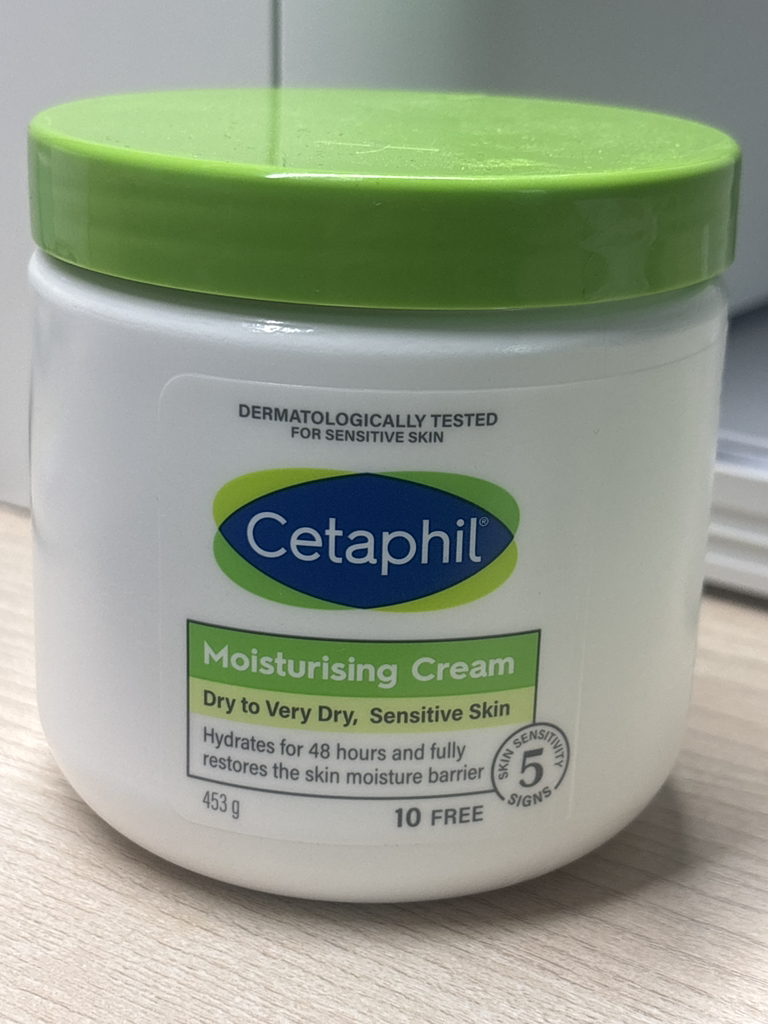 DERMATOLOGICALLY TESTED
FOR SENSITIVE SKIN
Cetaphil®
Moisturising Cream
Dry to Very Dry, Sensitive Skin
Hydrates for 48 hours and fully
restores the skin moisture barrier
SKIN SENSITIVITY
5
SIGNS
453 g
10 FREE